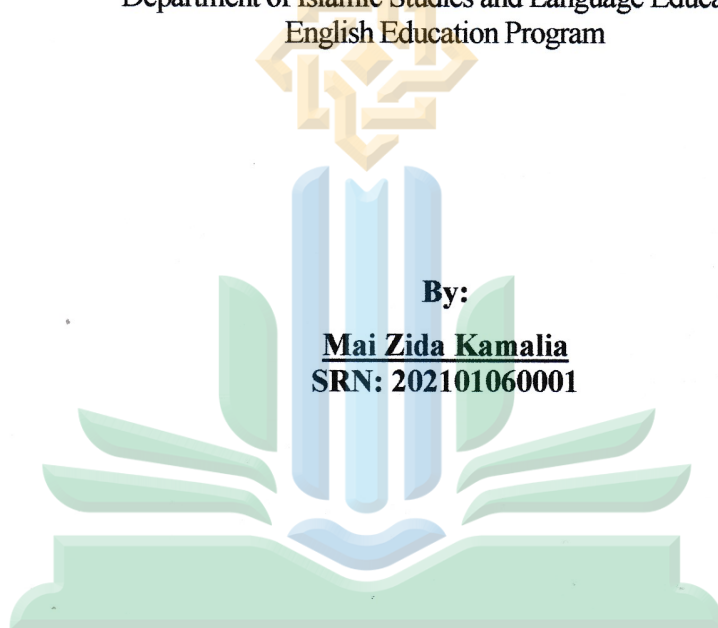 Department of Islamic Studies and Language
English Education Program
By:
Mai Zida Kamalia
SRN: 202101060001